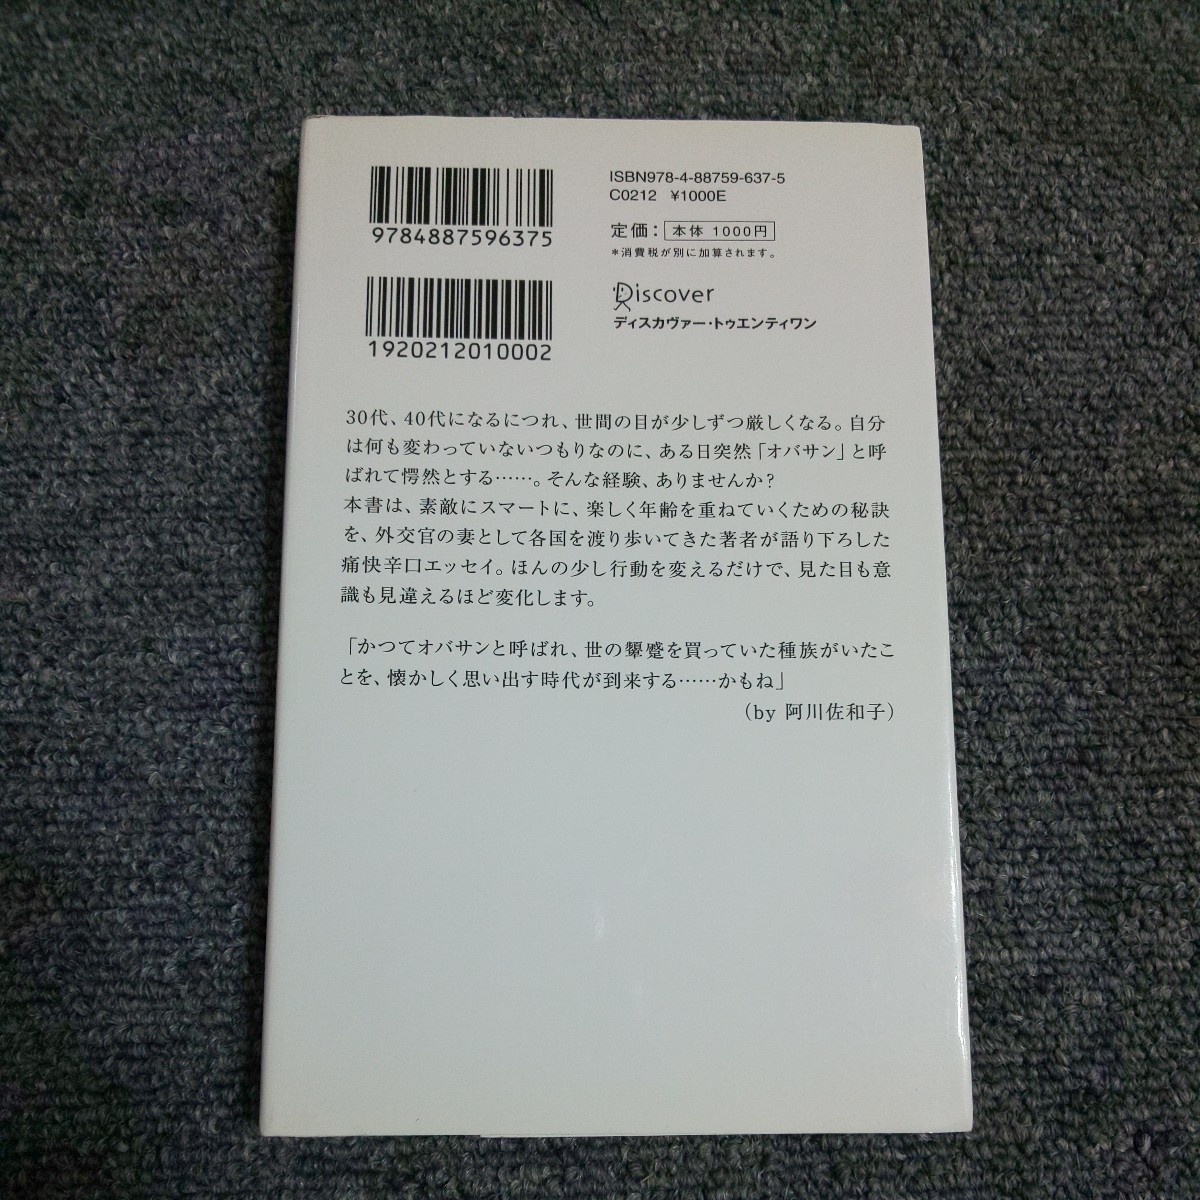 9784887596375
1920212010002
ISBN978-4-88759-637-5
C0212 ¥1000E
定価：本体 1000円
＊消費税が別に加算されます。
Discover
ディスカヴァー・トゥエンティワン
30代、40代になるにつれ、世間の目が少しずつ厳しくなる。自分
は何も変わっていないつもりなのに、ある日突然「オバサン」と呼
ばれて愕然とする……。そんな経験、ありませんか？
本書は、素敵にスマートに、楽しく年齢を重ねていくための秘訣
を、外交官の妻として各国を渡り歩いてきた著者が語り下ろした
痛快辛口エッセイ。ほんの少し行動を変えるだけで、見た目も意
識も見違えるほど変化します。
「かつてオバサンと呼ばれ、世の顰蹙を買っていた種族がいたこ
とを、懐かしく思い出す時代が到来する……かもね」
（by 阿川佐和子）